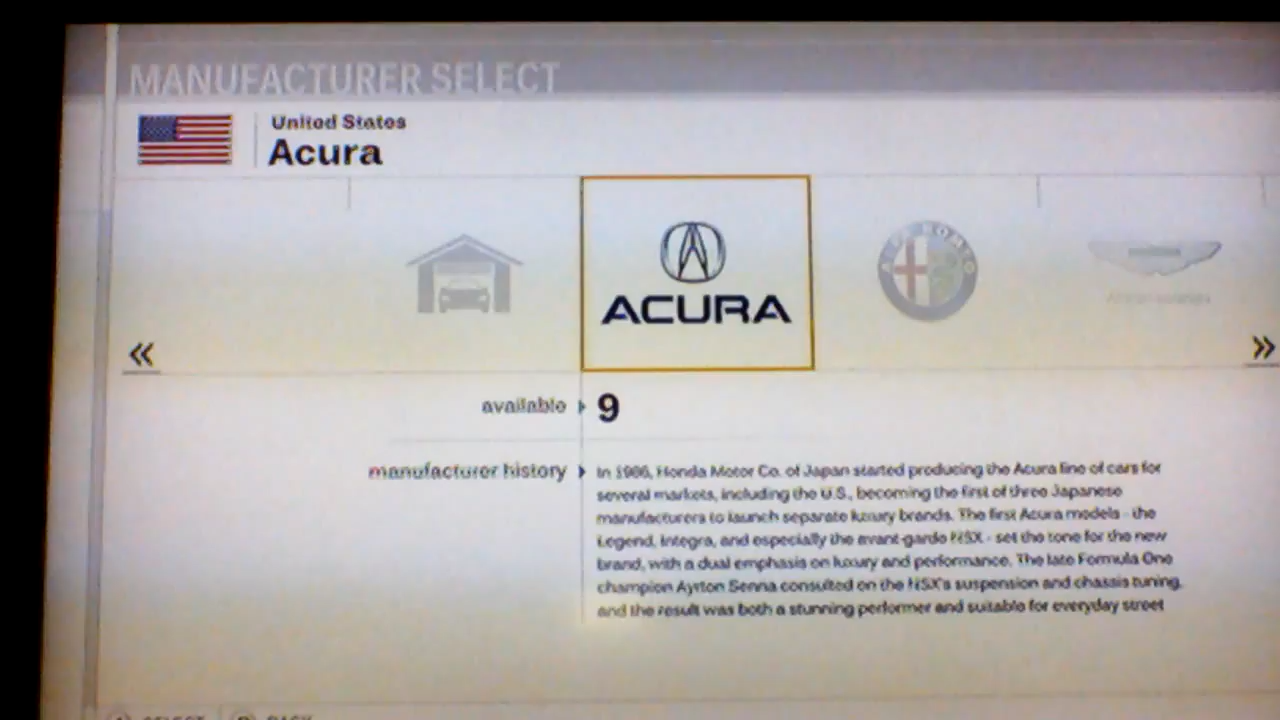 MANUFACTURER SELECT
United States
Acura
ACURA
ALFA ROMEO
«
»
available 9
manufacturer history In 1986, Honda Motor Co. of Japan started producing the Acura line of cars for
several markets, including the U.S., becoming the first of three Japanese
manufacturers to launch separate luxury brands. The first Acura models - the
Legend, Integra, and especially the avant-garde NSX - set the tone for the new
brand, with a dual emphasis on luxury and performance. The late Formula One
champion Ayrton Senna consulted on the NSX's suspension and chassis tuning,
and the result was both a stunning performer and suitable for everyday street
SELECT
BACK